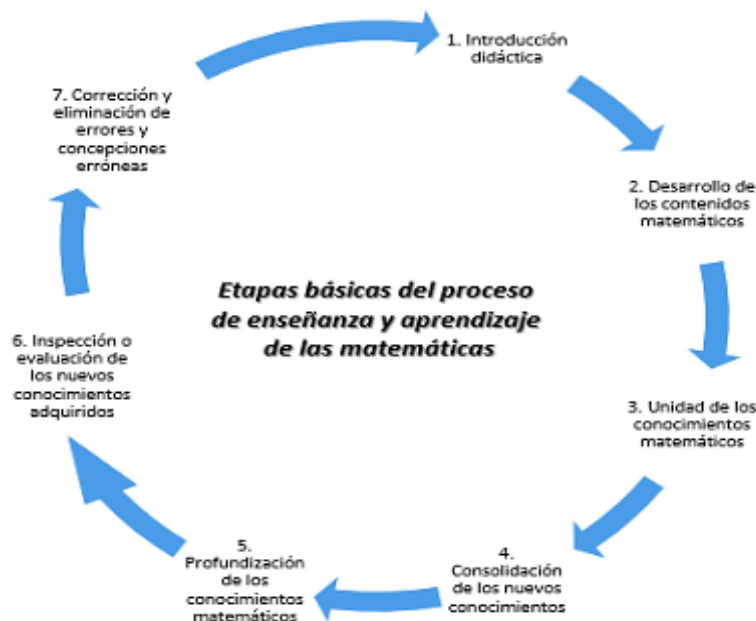 1. Introducción
didáctica
2. Desarrollo de
los contenidos
matemáticos
3. Unidad de los
conocimientos
matemáticos
4.
Consolidación
de los nuevos
conocimientos
5.
Profundización
de los
conocimientos
matemáticos
6. Inspección o
evaluación de
los nuevos
conocimientos
adquiridos
7. Corrección y
eliminación de
errores y
concepciones
erróneas
Etapas básicas del proceso
de enseñanza y aprendizaje
de las matemáticas